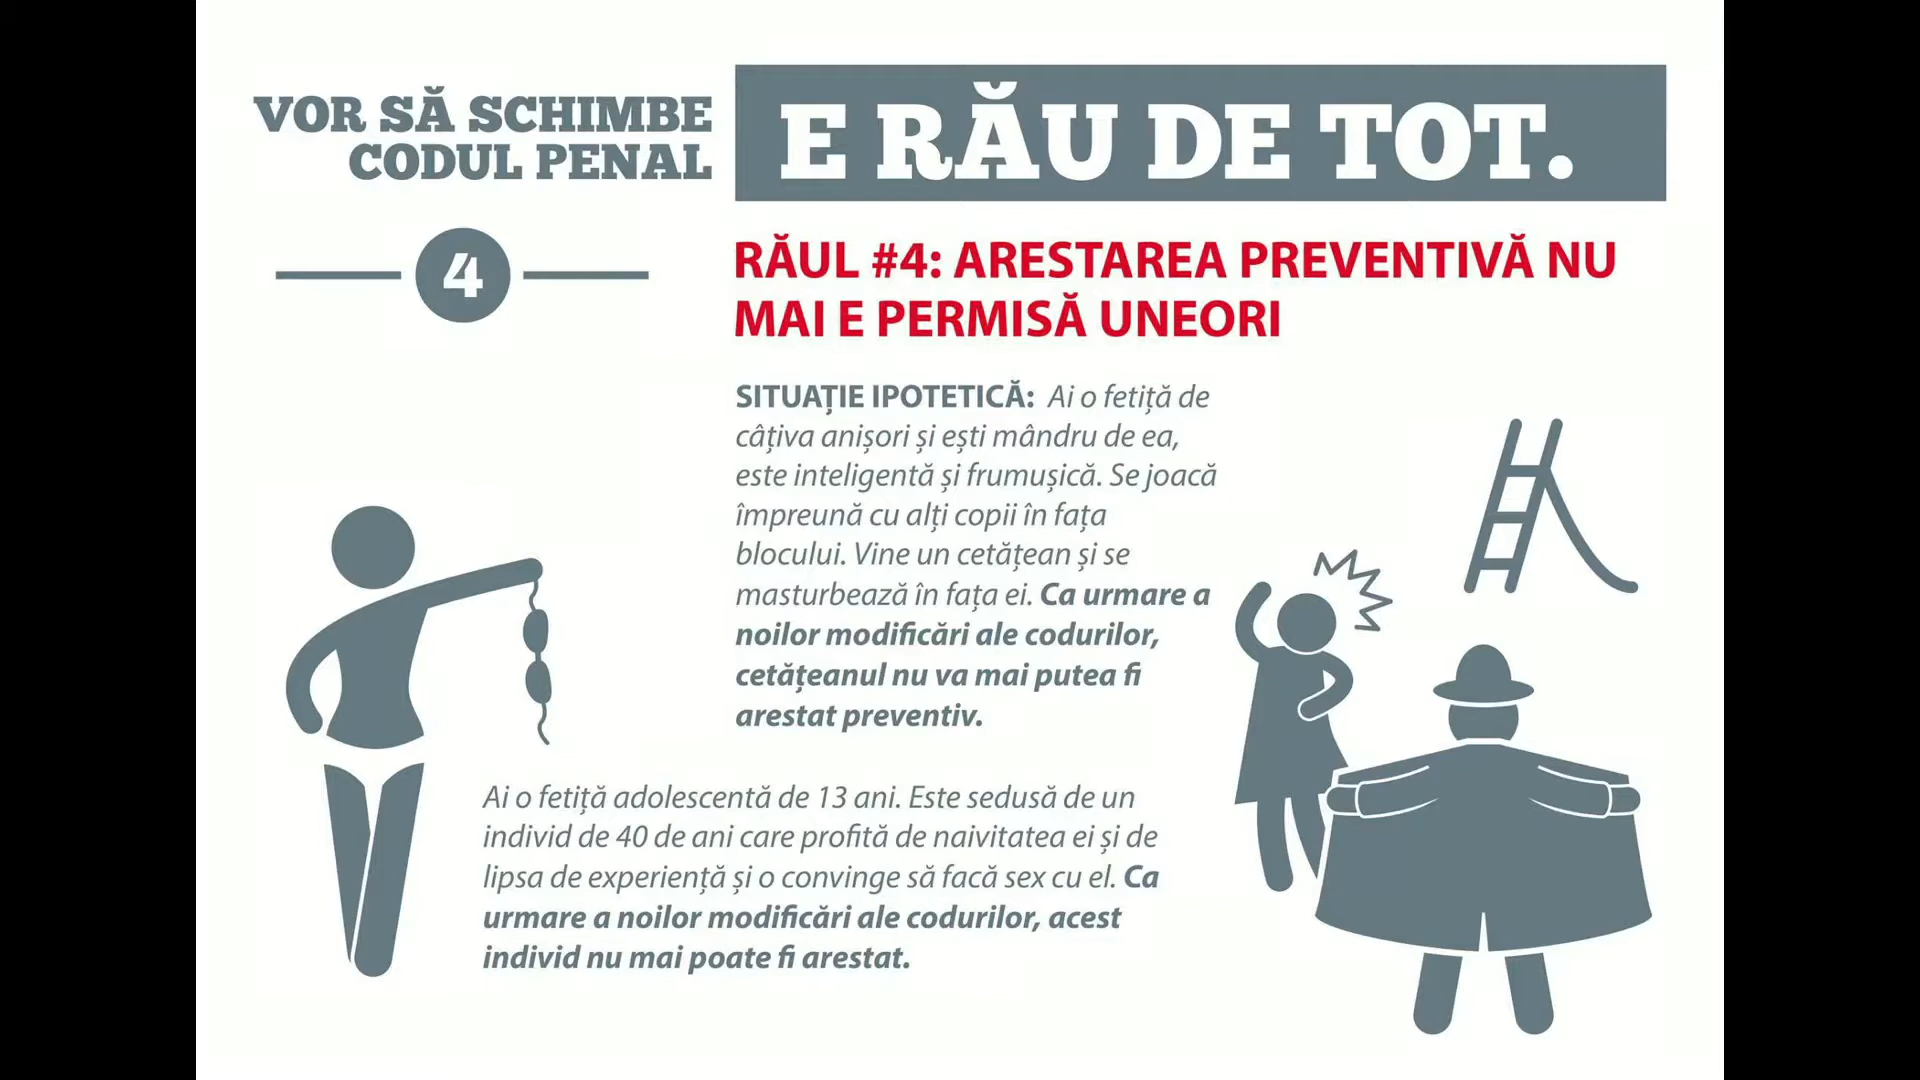 VOR SĂ SCHIMBE
CODUL PENAL
E RĂU DE TOT.
4
RĂUL #4: ARESTAREA PREVENTIVĂ NU
MAI E PERMISĂ UNEORI
SITUAȚIE IPOTETICĂ: Ai o fetiță de
câțiva anișori și ești mândru de ea,
este inteligentă și frumușică. Se joacă
împreună cu alți copii în fața
blocului. Vine un cetățean și se
masturbează în fața ei. Ca urmare a
noilor modificări ale codurilor,
cetățeanul nu va mai putea fi
arestat preventiv.
Ai o fetiță adolescentă de 13 ani. Este sedusă de un
individ de 40 de ani care profită de naivitatea ei și de
lipsa de experiență și o convinge să facă sex cu el. Ca
urmare a noilor modificări ale codurilor, acest
individ nu mai poate fi arestat.